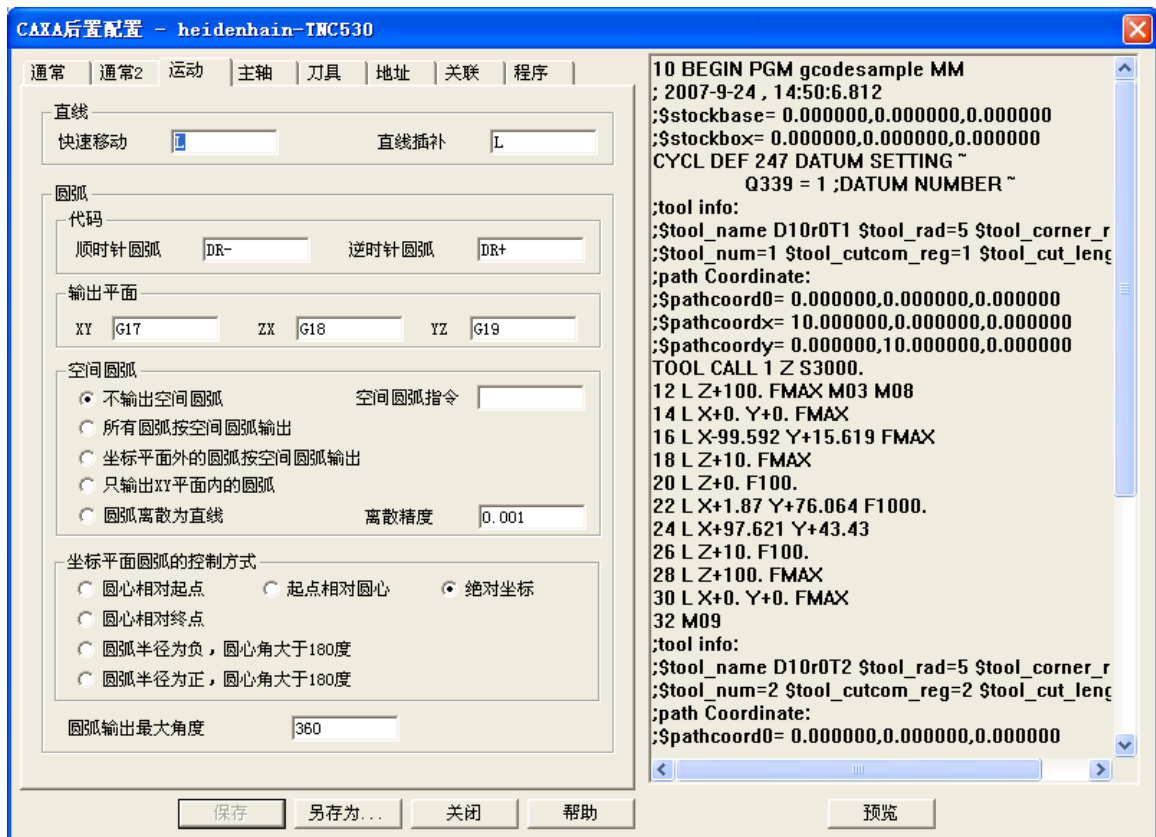 CAXA后置配置 - heidenhain-TNC530
通常 通常2 运动 主轴 刀具 地址 关联 程序
直线
快速移动 L 直线插补 L
圆弧
代码
顺时针圆弧 DR- 逆时针圆弧 DR+
输出平面
XY G17 ZX G18 YZ G19
空间圆弧
不输出空间圆弧 空间圆弧指令
所有圆弧按空间圆弧输出
坐标平面外的圆弧按空间圆弧输出
只输出XY平面内的圆弧
圆弧离散为直线 离散精度 0.001
坐标平面圆弧的控制方式
圆心相对起点 起点相对圆心 绝对坐标
圆心相对终点
圆弧半径为负，圆心角大于180度
圆弧半径为正，圆心角大于180度
圆弧输出最大角度 360
保存 另存为... 关闭 帮助
10 BEGIN PGM gcodesample MM
; 2007-9-24 , 14:50:6.812
;$stockbase= 0.000000,0.000000,0.000000
;$stockbox= 0.000000,0.000000,0.000000
CYCL DEF 247 DATUM SETTING ~
Q339 = 1 ;DATUM NUMBER ~
;tool info:
;$tool_name D10r0T1 $tool_rad=5 $tool_corner_r
;$tool_num=1 $tool_cutcom_reg=1 $tool_cut_leng
;path Coordinate:
;$pathcoord0= 0.000000,0.000000,0.000000
;$pathcoordx= 10.000000,0.000000,0.000000
;$pathcoordy= 0.000000,10.000000,0.000000
TOOL CALL 1 Z S3000.
12 L Z+100. FMAX M03 M08
14 L X+0. Y+0. FMAX
16 L X-99.592 Y+15.619 FMAX
18 L Z+10. FMAX
20 L Z+0. F100.
22 L X+1.87 Y+76.064 F1000.
24 L X+97.621 Y+43.43
26 L Z+10. F100.
28 L Z+100. FMAX
30 L X+0. Y+0. FMAX
32 M09
;tool info:
;$tool_name D10r0T2 $tool_rad=5 $tool_corner_r
;$tool_num=2 $tool_cutcom_reg=2 $tool_cut_leng
;path Coordinate:
;$pathcoord0= 0.000000,0.000000,0.000000
预览